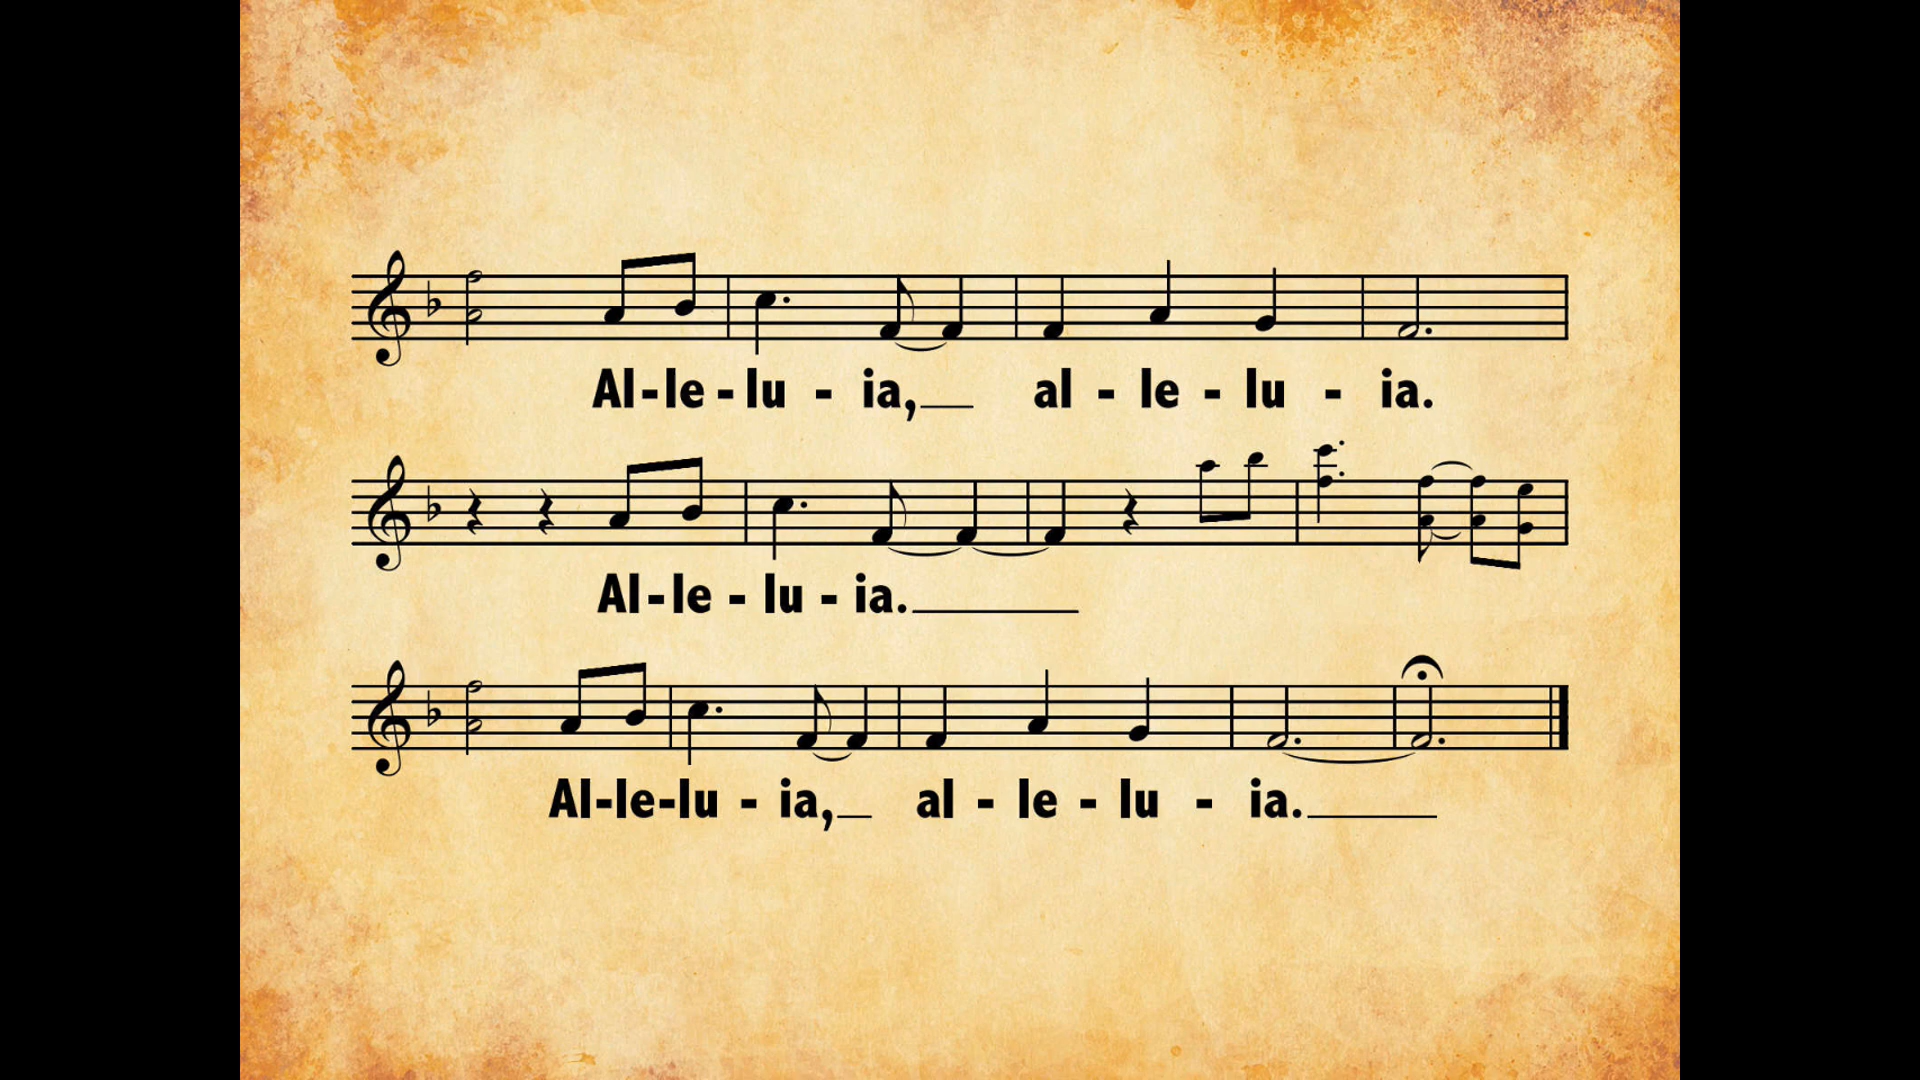 Al-le-lu - ia,__ al - le - lu - ia.
Al-le - lu - ia.______
Al-le-lu - ia,__ al - le - lu - ia.____